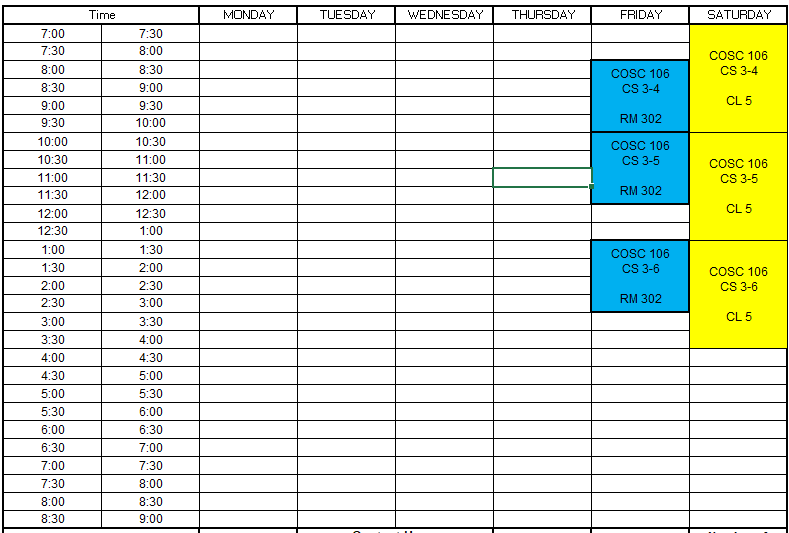 Time MONDAY TUESDAY WEDNESDAY THURSDAY FRIDAY SATURDAY
7:00 7:30
7:30 8:00
8:00 8:30
8:30 9:00
9:00 9:30
9:30 10:00
10:00 10:30
10:30 11:00
11:00 11:30
11:30 12:00
12:00 12:30
12:30 1:00
1:00 1:30
1:30 2:00
2:00 2:30
2:30 3:00
3:00 3:30
3:30 4:00
4:00 4:30
4:30 5:00
5:00 5:30
5:30 6:00
6:00 6:30
6:30 7:00
7:00 7:30
7:30 8:00
8:00 8:30
8:30 9:00
COSC 106
CS 3-4
RM 302
COSC 106
CS 3-5
RM 302
COSC 106
CS 3-6
RM 302
COSC 106
CS 3-4
CL 5
COSC 106
CS 3-5
CL 5
COSC 106
CS 3-6
CL 5